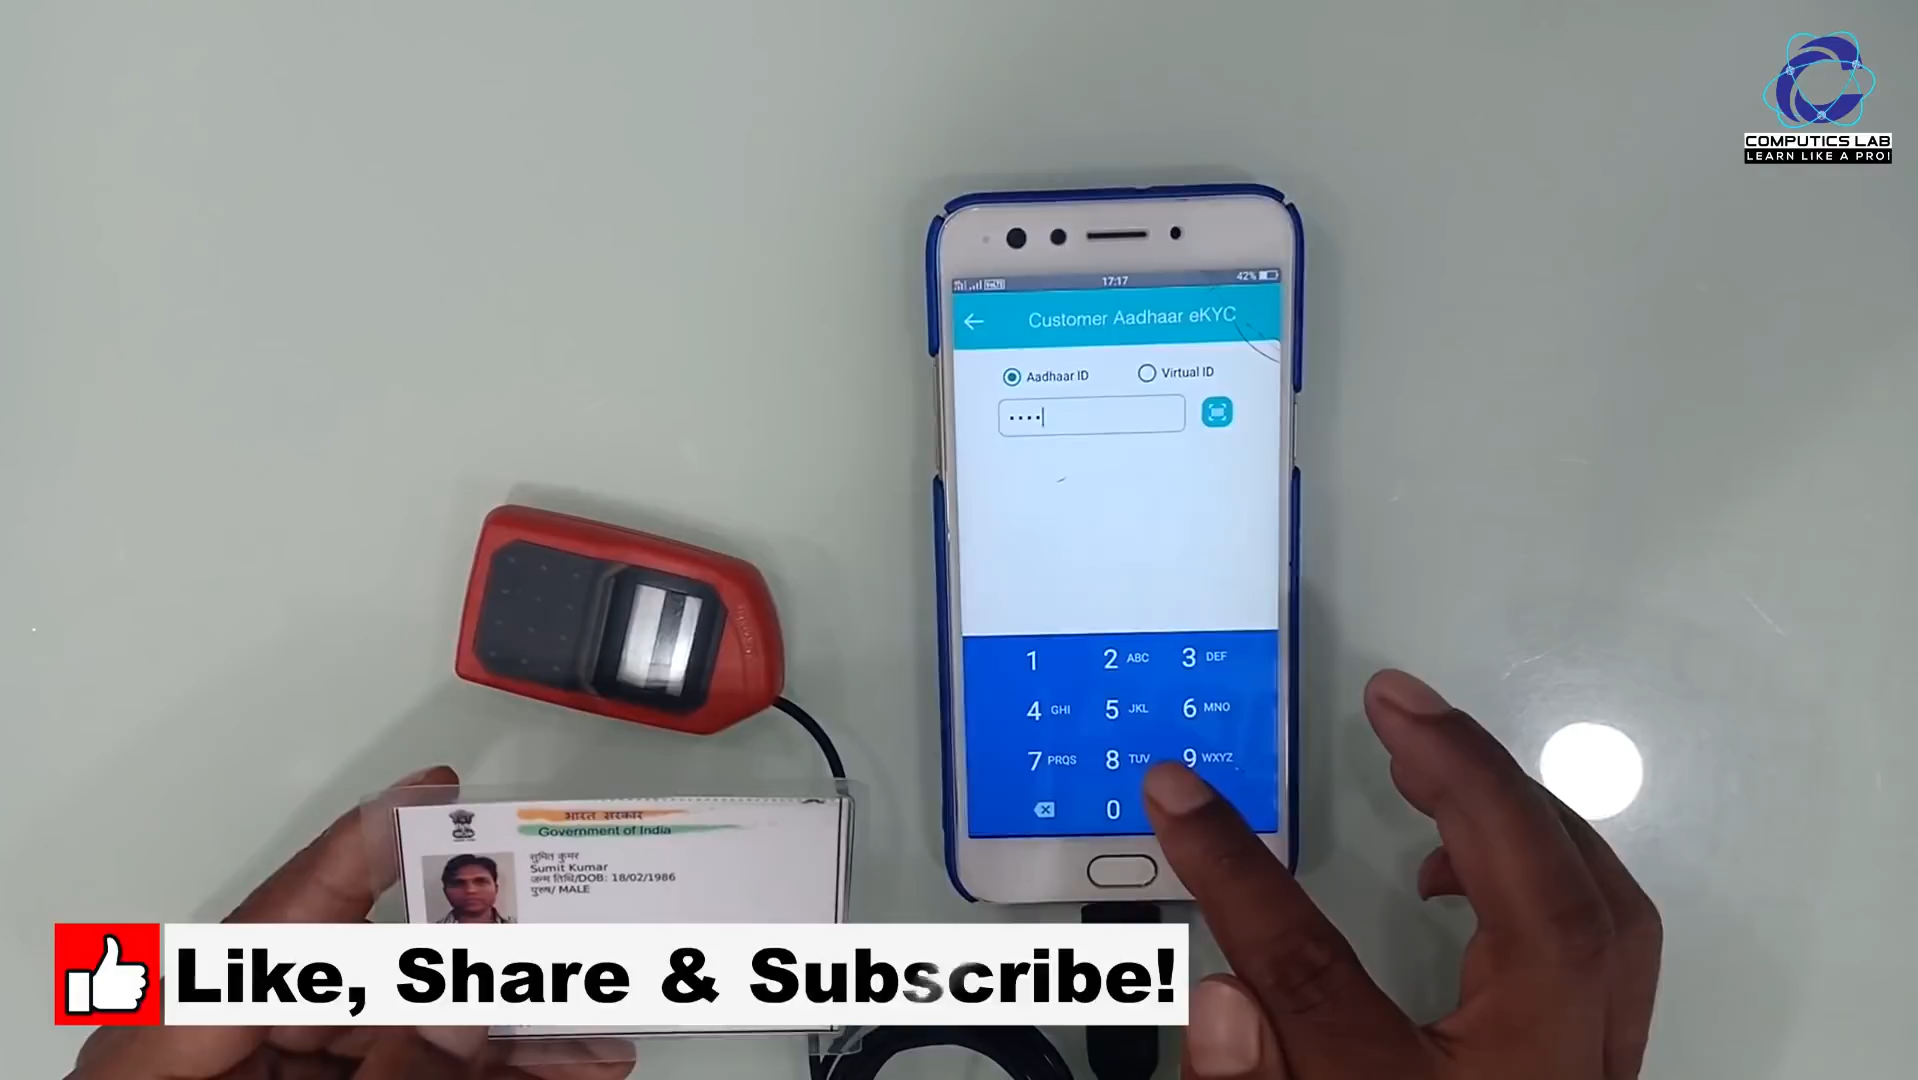 COMPUTICS LAB
LEARN LIKE A PRO!
VoLTE 17:17 42%
Customer Aadhaar eKYC
Aadhaar ID Virtual ID
1 2 ABC 3 DEF
4 GHI 5 JKL 6 MNO
7 PRQS 8 TUV 9 WXYZ
0
भारत सरकार
Government of India
सुमित कुमार
Sumit Kumar
जन्म तिथि/DOB: 18/02/1986
पुरुष/ MALE
Like, Share & Subscribe!